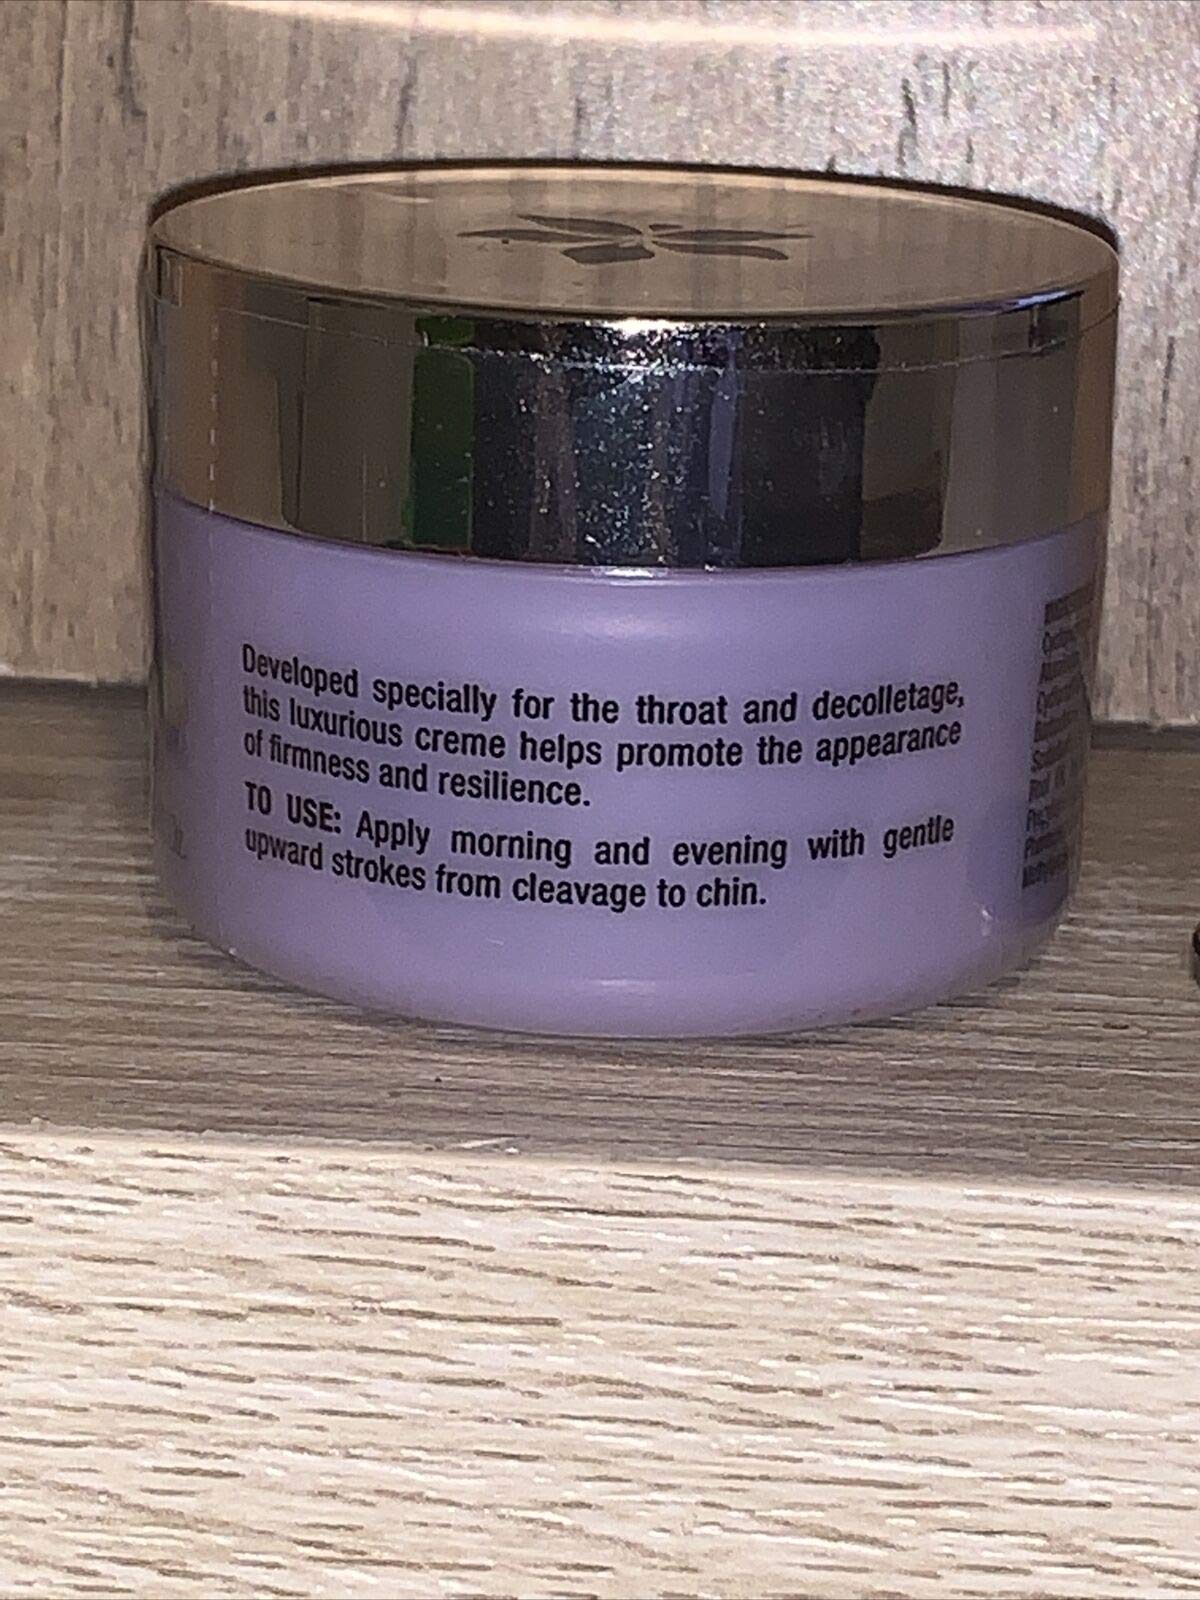 Developed specially for the throat and decolletage,
this luxurious creme helps promote the appearance
of firmness and resilience.
TO USE: Apply morning and evening with gentle
upward strokes from cleavage to chin.